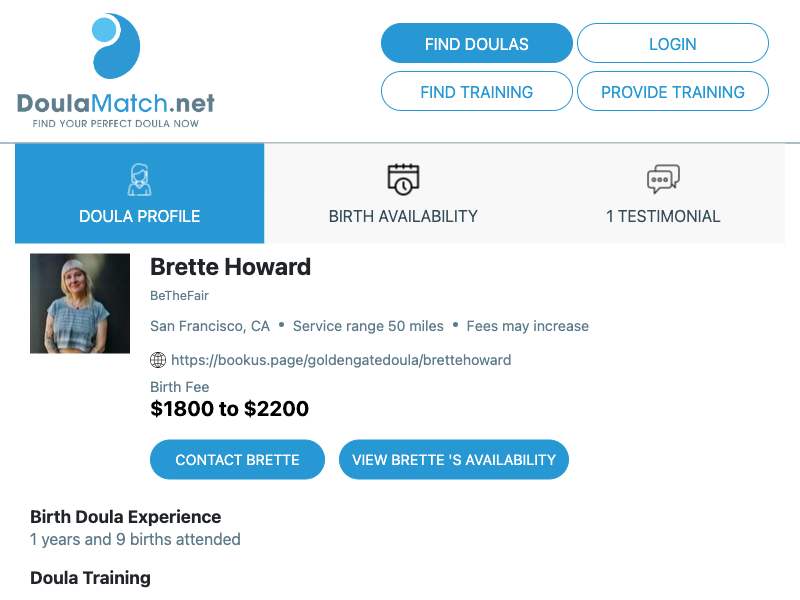 FIND DOULAS
LOGIN
FIND TRAINING
PROVIDE TRAINING
DoulaMatch.net
FIND YOUR PERFECT DOULA NOW
DOULA PROFILE
BIRTH AVAILABILITY
1 TESTIMONIAL
Brette Howard
BeTheFair
San Francisco, CA • Service range 50 miles • Fees may increase
https://bookus.page/goldengatedoula/brettehoward
Birth Fee
$1800 to $2200
CONTACT BRETTE
VIEW BRETTE 'S AVAILABILITY
Birth Doula Experience
1 years and 9 births attended
Doula Training